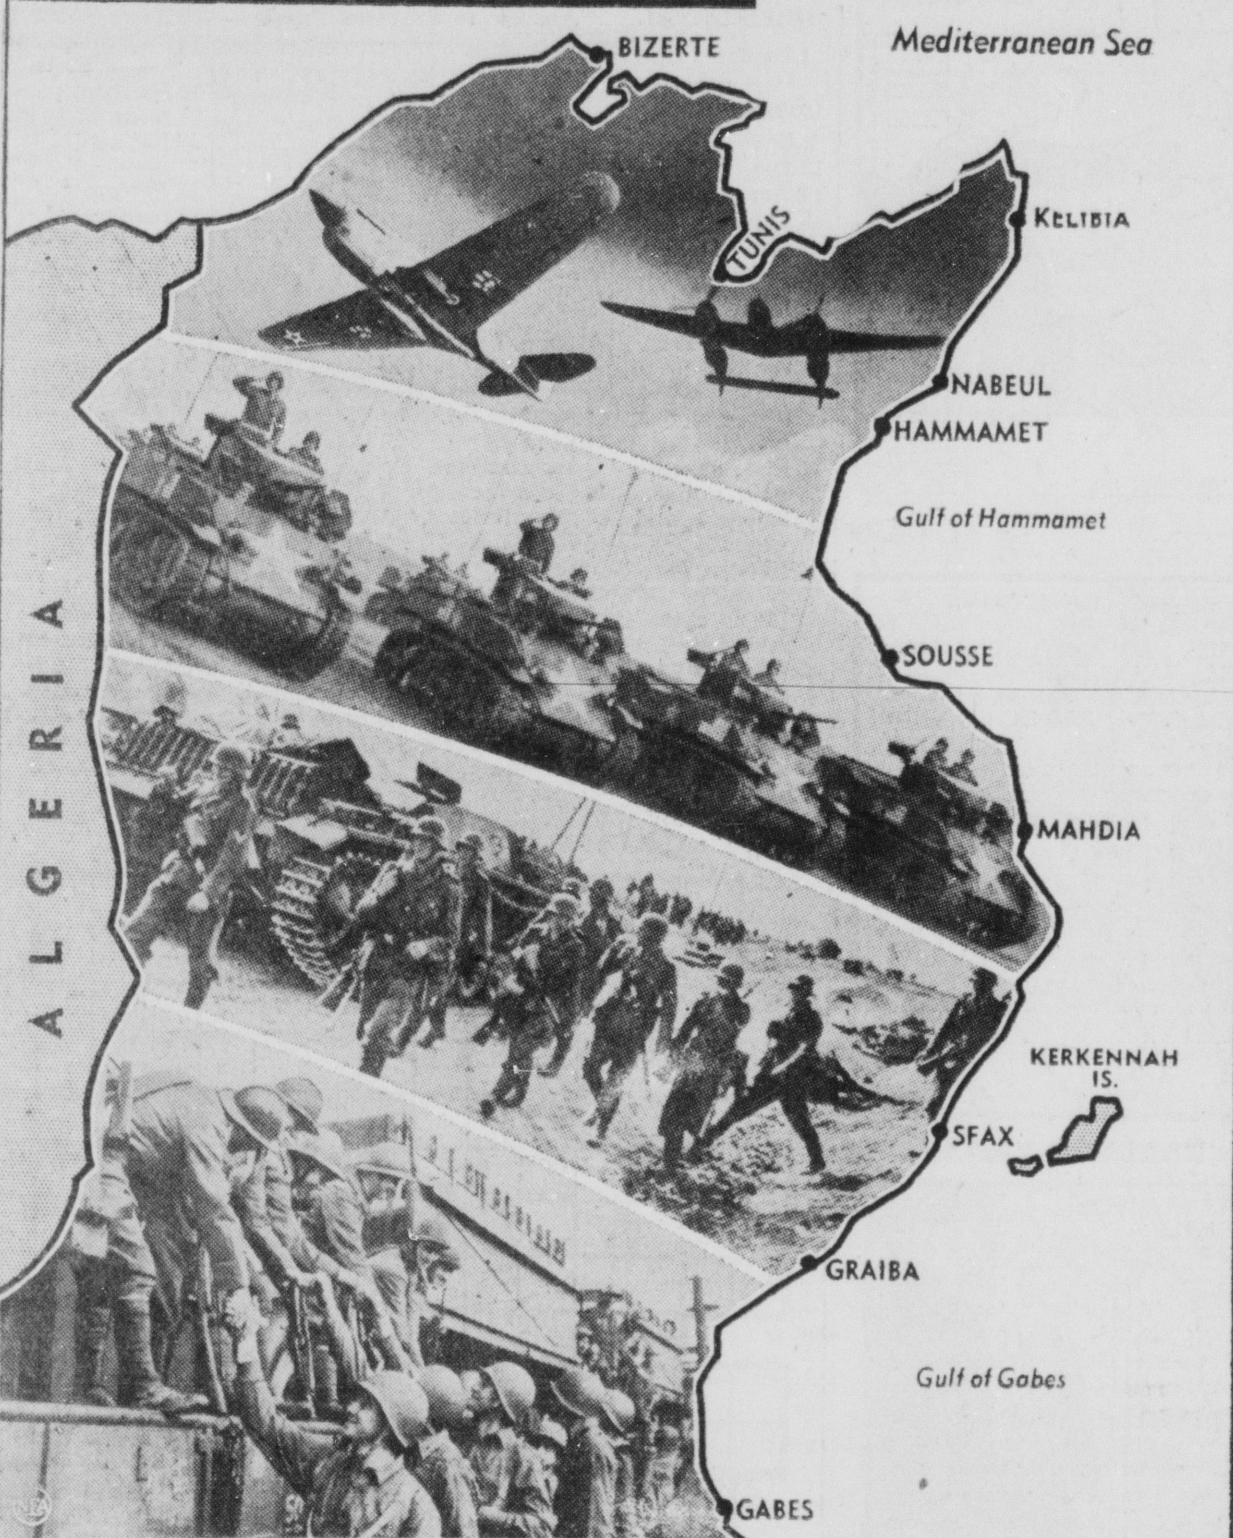 BIZERTE
Mediterranean Sea
TUNIS
KELIBIA
NABEUL
HAMMAMET
Gulf of Hammamet
SOUSSE
ALGERIA
MAHDIA
KERKENNAH
IS.
SFAX
GRAIBA
Gulf of Gabes
GABES
NEA